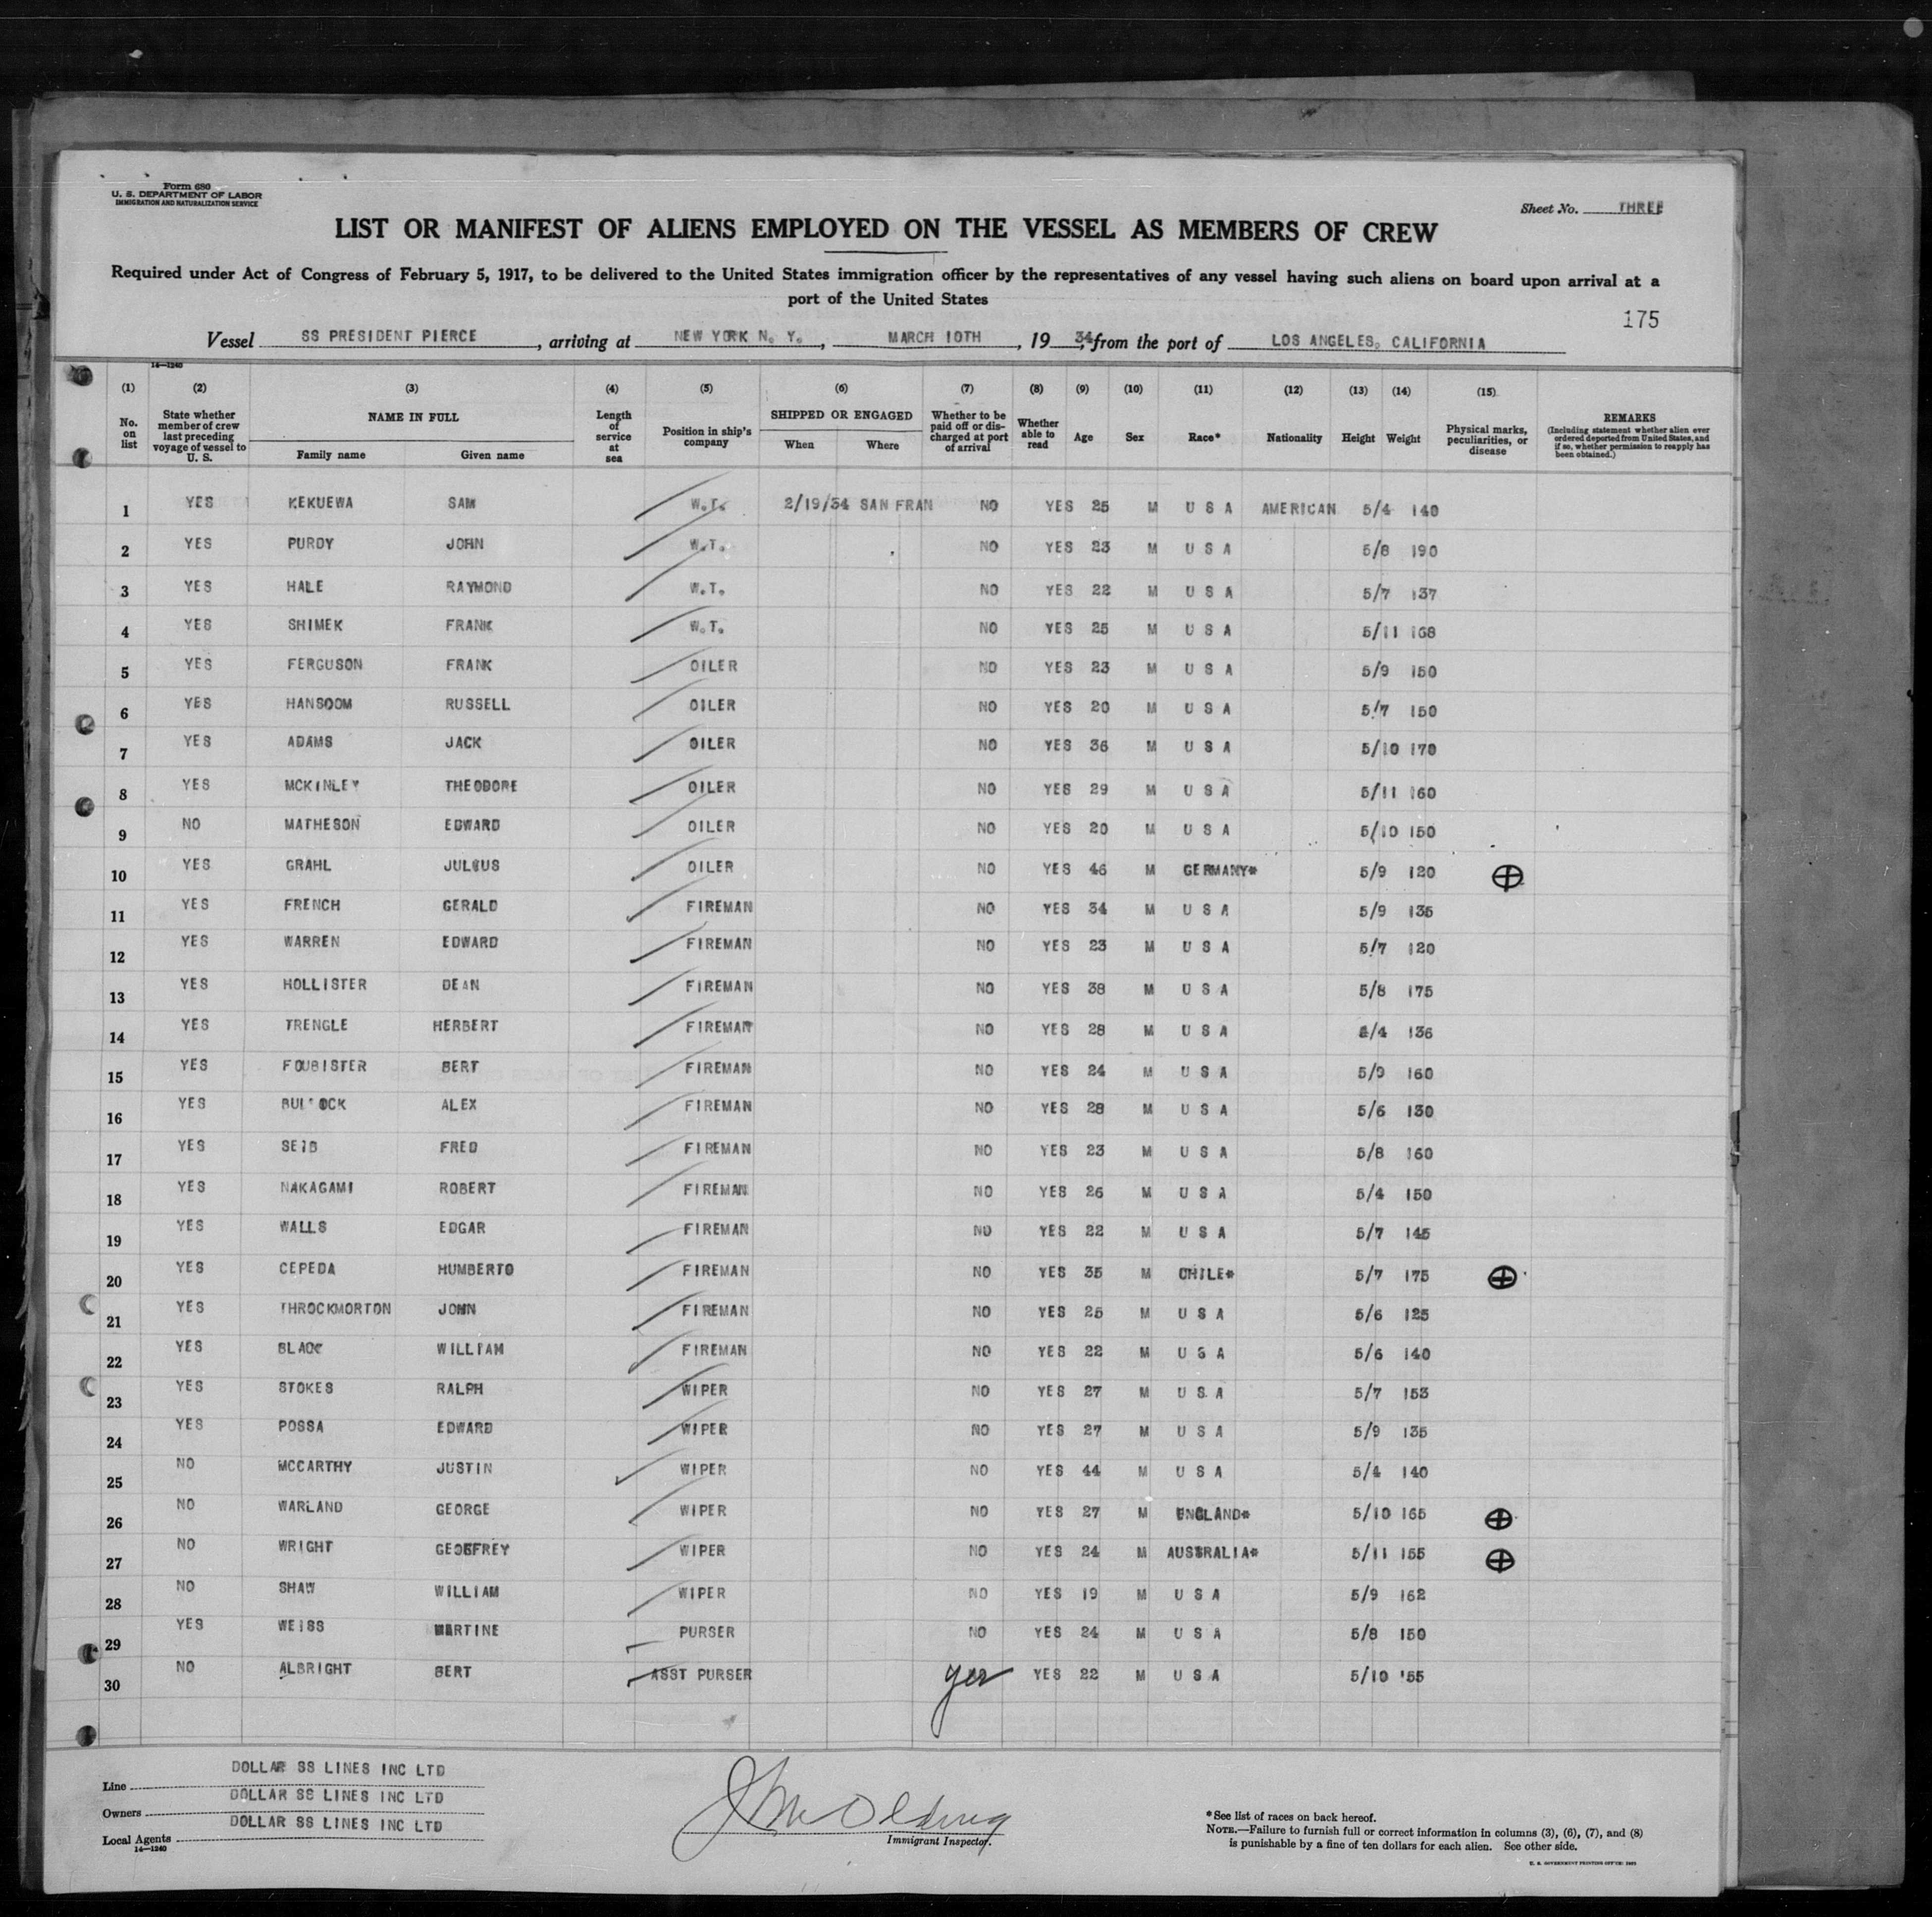 Form 680
U. S. DEPARTMENT OF LABOR
IMMIGRATION AND NATURALIZATION SERVICE
Sheet No. THREE
LIST OR MANIFEST OF ALIENS EMPLOYED ON THE VESSEL AS MEMBERS OF CREW
Required under Act of Congress of February 5, 1917, to be delivered to the United States immigration officer by the representatives of any vessel having such aliens on board upon arrival at a
port of the United States
175
Vessel SS PRESIDENT PIERCE, arriving at NEW YORK N. Y., MARCH 10TH, 19 34, from the port of LOS ANGELES, CALIFORNIA
14—1240
(1) (2) (3) (4) (5) (6) (7) (8) (9) (10) (11) (12) (13) (14) (15)
No. on list State whether member of crew last preceding voyage of vessel to U. S. NAME IN FULL Family name Given name Length of service at sea Position in ship's company SHIPPED OR ENGAGED When Where Whether to be paid off or discharged at port of arrival Whether able to read Age Sex Race* Nationality Height Weight Physical marks, peculiarities, or disease REMARKS (Including statement whether alien ever ordered deported from United States, and if so, whether permission to reapply has been obtained.)
1 YES KEKUEWA SAM W.T. 2/19/34 SAN FRAN NO YES 25 M U S A AMERICAN 5/4 140
2 YES PURDY JOHN W.T. NO YES 23 M U S A 5/8 190
3 YES HALE RAYMOND W.T. NO YES 22 M U S A 5/7 137
4 YES SHIMEK FRANK W.T. NO YES 25 M U S A 5/11 168
5 YES FERGUSON FRANK OILER NO YES 23 M U S A 5/9 150
6 YES HANSOOM RUSSELL OILER NO YES 20 M U S A 5/7 150
7 YES ADAMS JACK OILER NO YES 36 M U S A 5/10 170
8 YES MCKINLEY THEODORE OILER NO YES 29 M U S A 5/11 160
9 NO MATHESON EDWARD OILER NO YES 20 M U S A 5/10 150
10 YES GRAHL JULIUS OILER NO YES 46 M GERMANY* 5/9 120
11 YES FRENCH GERALD FIREMAN NO YES 34 M U S A 5/9 135
12 YES WARREN EDWARD FIREMAN NO YES 23 M U S A 5/7 120
13 YES HOLLISTER DEAN FIREMAN NO YES 38 M U S A 5/8 175
14 YES TRENGLE HERBERT FIREMAN NO YES 28 M U S A 136
15 YES FOUBISTER BERT FIREMAN NO YES 24 M U S A 5/9 160
16 YES BULLOCK ALEX FIREMAN NO YES 28 M U S A 5/6 130
17 YES SEIB FRED FIREMAN NO YES 23 M U S A 5/8 160
18 YES NAKAGAMI ROBERT FIREMAN NO YES 26 M U S A 5/4 150
19 YES WALLS EDGAR FIREMAN NO YES 22 M U S A 5/7 145
20 YES CEPEDA HUMBERTO FIREMAN NO YES 35 M CHILE* 5/7 175
21 YES THROCKMORTON JOHN FIREMAN NO YES 25 M U S A 5/6 125
22 YES BLACK WILLIAM FIREMAN NO YES 22 M U S A 5/6 140
23 YES STOKES RALPH WIPER NO YES 27 M U S A 5/7 153
24 YES POSSA EDWARD WIPER NO YES 27 M U S A 5/9 135
25 NO MCCARTHY JUSTIN WIPER NO YES 44 M U S A 5/4 140
26 NO WARLAND GEORGE WIPER NO YES 27 M ENGLAND* 5/10 165
27 NO WRIGHT GEOFFREY WIPER NO YES 24 M AUSTRALIA* 5/11 155
28 NO SHAW WILLIAM WIPER NO YES 19 M U S A 5/9 162
29 YES WEISS MARTINE PURSER NO YES 24 M U S A 5/8 150
30 NO ALBRIGHT BERT ASST PURSER yes YES 22 M U S A 5/10 155
Line DOLLAR SS LINES INC LTD
Owners DOLLAR SS LINES INC LTD
Local Agents DOLLAR SS LINES INC LTD
14—1240
Immigrant Inspector.
*See list of races on back hereof.
NOTE.—Failure to furnish full or correct information in columns (3), (6), (7), and (8)
is punishable by a fine of ten dollars for each alien. See other side.